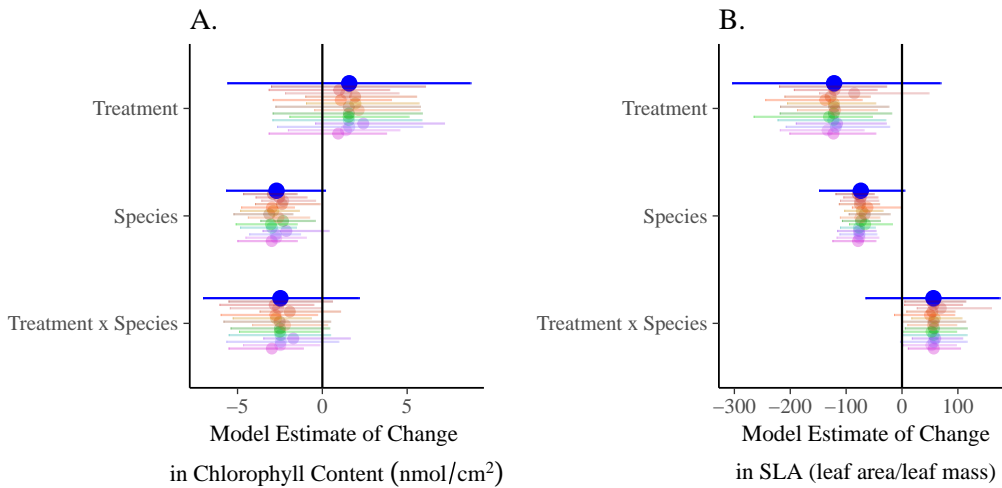 A.
Treatment
Species
Treatment x Species
−5 0 5
Model Estimate of Change
in Chlorophyll Content (nmol/cm²)
B.
Treatment
Species
Treatment x Species
−300 −200 −100 0 100
Model Estimate of Change
in SLA (leaf area/leaf mass)